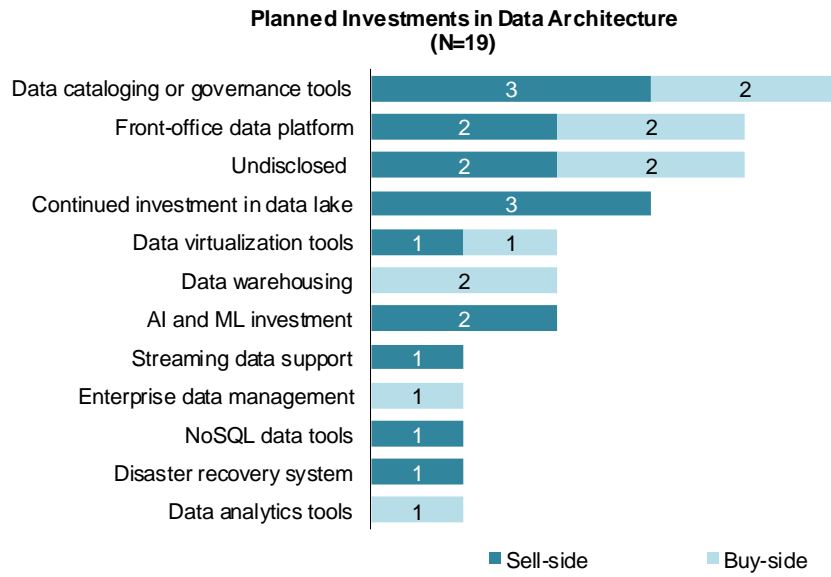 Planned Investments in Data Architecture
(N=19)
Data cataloging or governance tools 3 2
Front-office data platform 2 2
Undisclosed 2 2
Continued investment in data lake 3
Data virtualization tools 1 1
Data warehousing 2
AI and ML investment 2
Streaming data support 1
Enterprise data management 1
NoSQL data tools 1
Disaster recovery system 1
Data analytics tools 1
Sell-side Buy-side